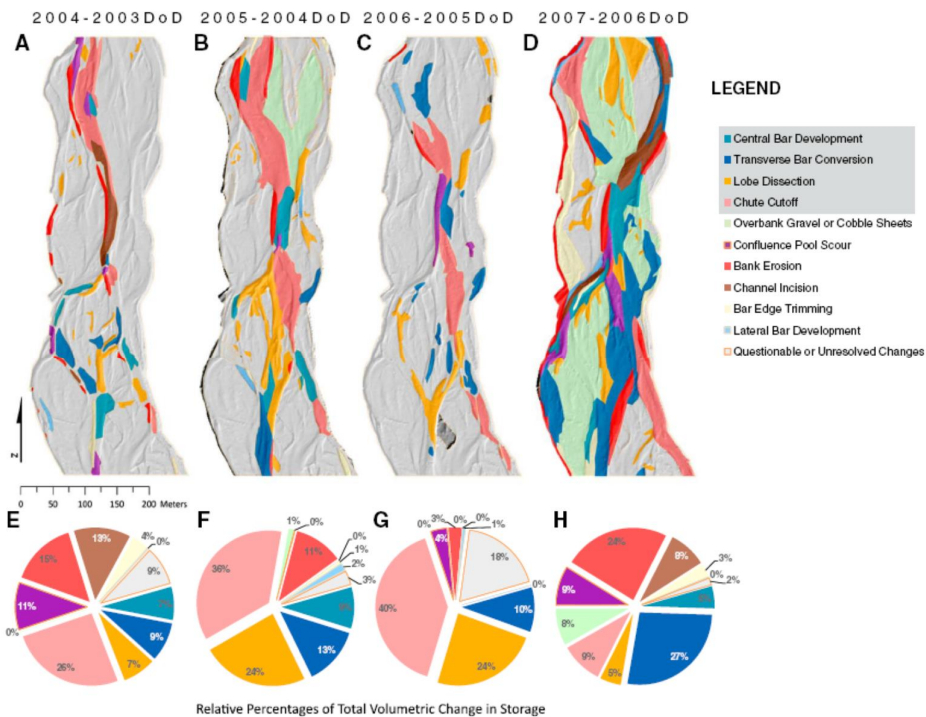 2004-2003DoD
2005-2004DoD
2006-2005DoD
2007-2006DoD
A
B
C
D
LEGEND
Central Bar Development
Transverse Bar Conversion
Lobe Dissection
Chute Cutoff
Overbank Gravel or Cobble Sheets
Confluence Pool Scour
Bank Erosion
Channel Incision
Bar Edge Trimming
Lateral Bar Development
Questionable or Unresolved Changes
N
0 50 100 150 200 Meters
E
13%
4%
0%
9%
9%
7%
26%
0%
11%
15%
F
1%
0%
11%
0%
1%
2%
3%
13%
24%
36%
G
0%
3%
0%
0%
1%
4%
18%
0%
10%
24%
40%
H
24%
8%
3%
0%
2%
27%
5%
9%
8%
9%
Relative Percentages of Total Volumetric Change in Storage